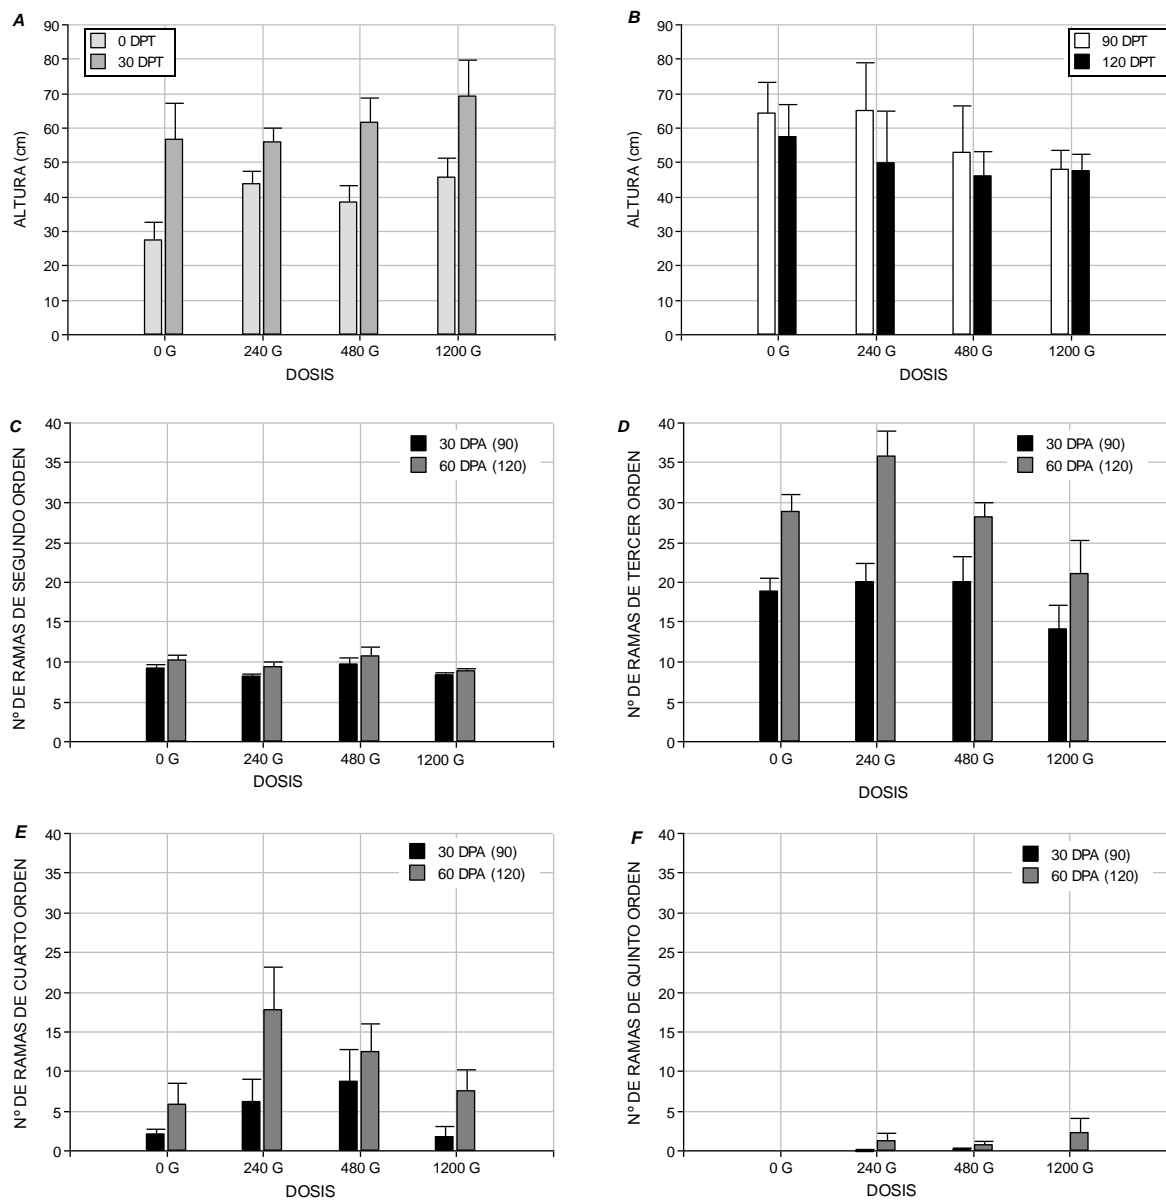 A
ALTURA (cm)
90
80
70
60
50
40
30
20
10
0
0 DPT
30 DPT
0 G 240 G 480 G 1200 G
DOSIS
B
ALTURA (cm)
90
80
70
60
50
40
30
20
10
0
90 DPT
120 DPT
0 G 240 G 480 G 1200 G
DOSIS
C
Nº DE RAMAS DE SEGUNDO ORDEN
40
35
30
25
20
15
10
5
0
30 DPA (90)
60 DPA (120)
0 G 240 G 480 G 1200 G
DOSIS
D
Nº DE RAMAS DE TERCER ORDEN
40
35
30
25
20
15
10
5
0
30 DPA (90)
60 DPA (120)
0 G 240 G 480 G 1200 G
DOSIS
E
Nº DE RAMAS DE CUARTO ORDEN
40
35
30
25
20
15
10
5
0
30 DPA (90)
60 DPA (120)
0 G 240 G 480 G 1200 G
DOSIS
F
Nº DE RAMAS DE QUINTO ORDEN
40
35
30
25
20
15
10
5
0
30 DPA (90)
60 DPA (120)
0 G 240 G 480 G 1200 G
DOSIS